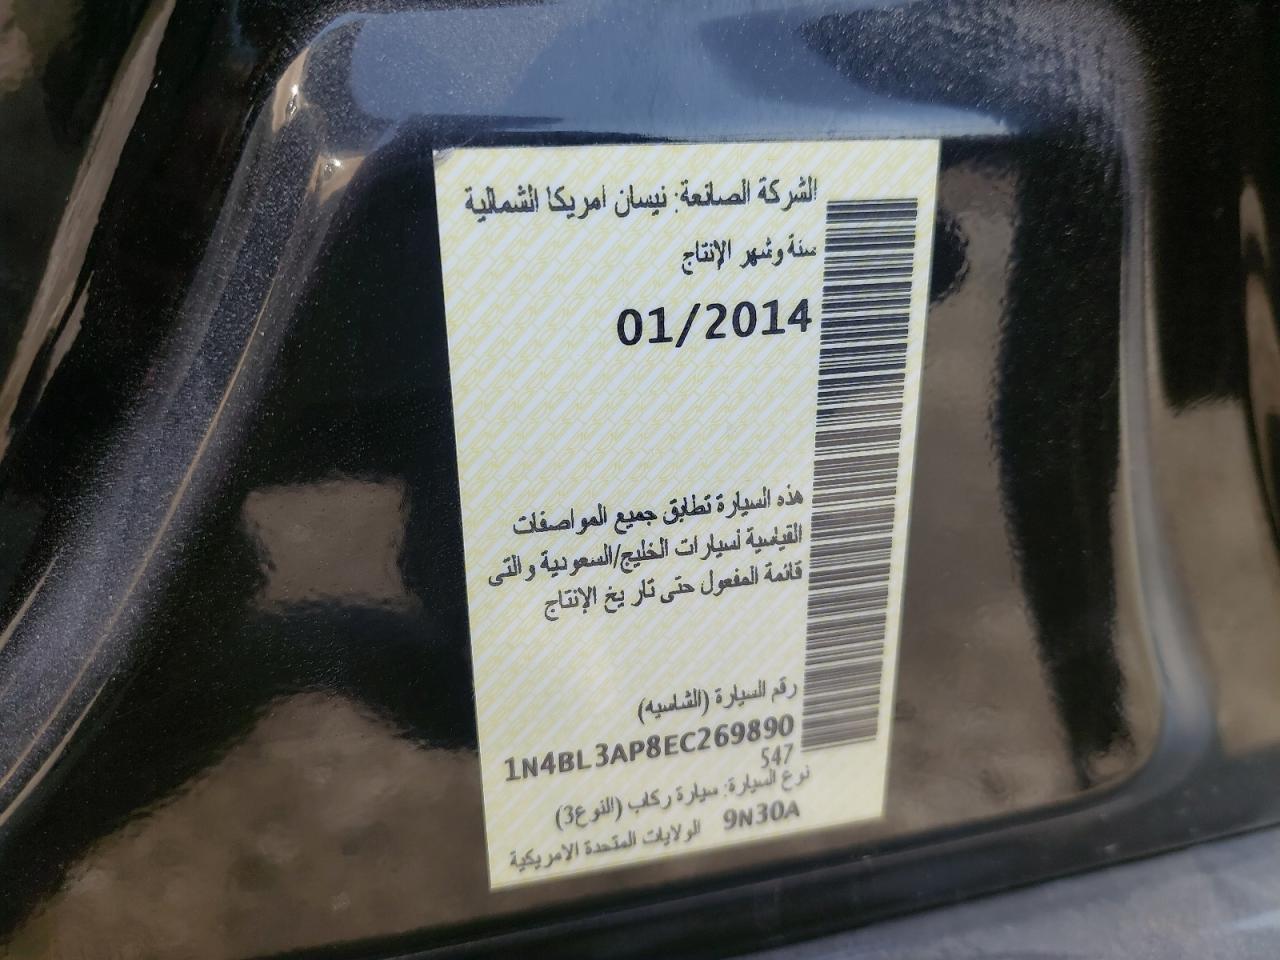 الشركة الصانعة: نيسان امريكا الشمالية
سنة وشهر الإنتاج
01/2014
هذه السيارة تطابق جميع المواصفات
القياسية لسيارات الخليج/السعودية والتى
قائمة المفعول حتى تاريخ الإنتاج
رقم السيارة (الشاسيه)
1N4BL3AP8EC269890
547
نوع السيارة: سيارة ركاب (النوع3)
9N30A الولايات المتحدة الامريكية